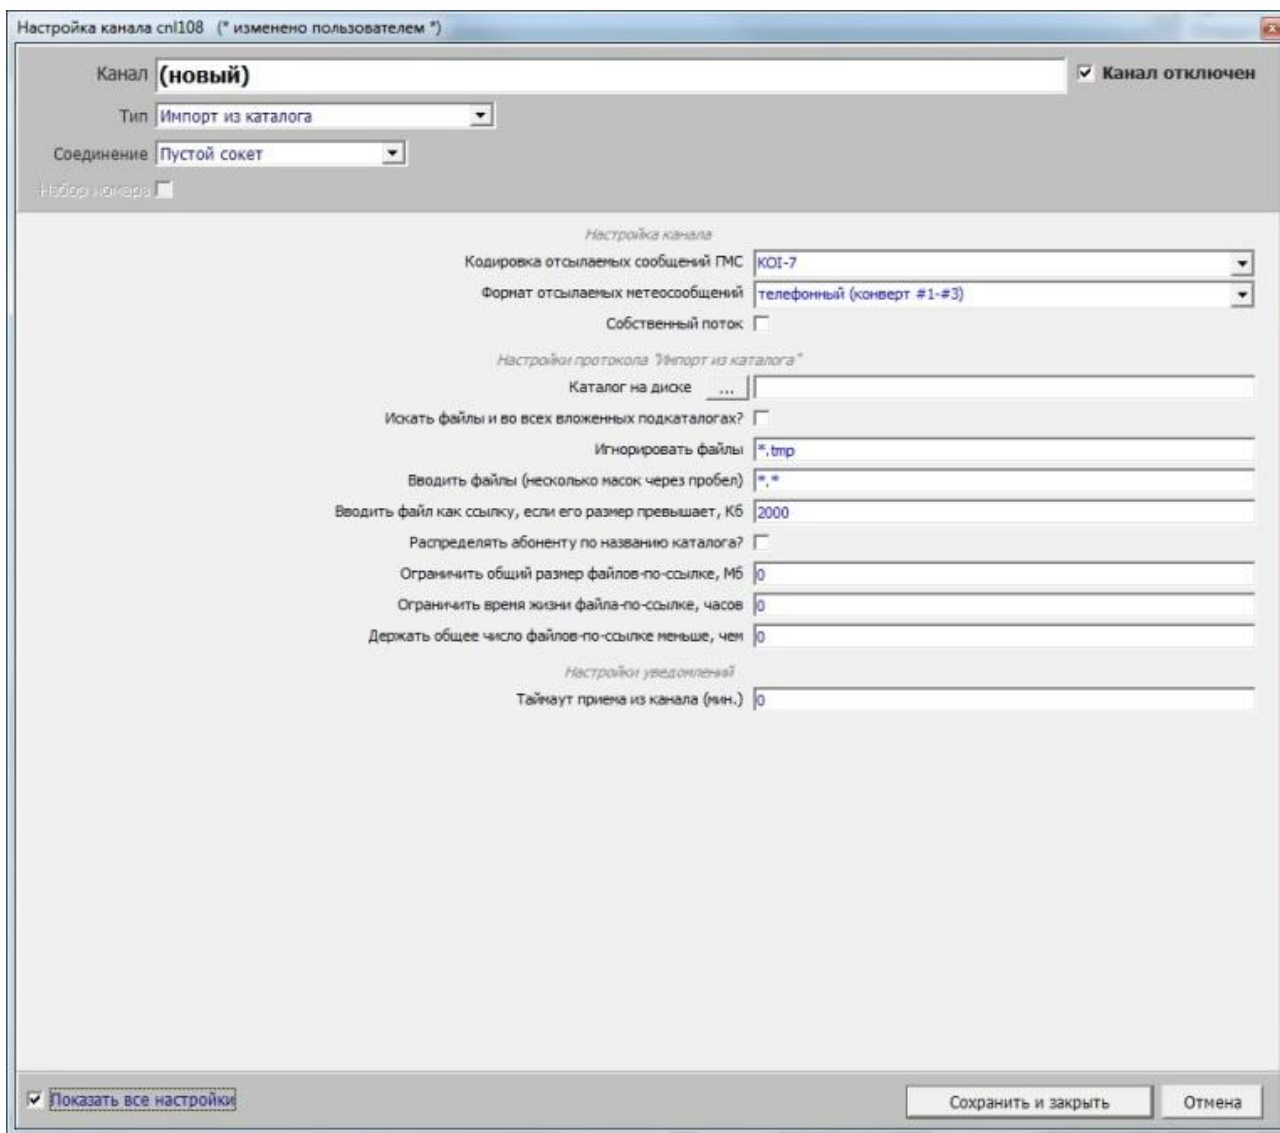 Настройка канала cnl108 (* изменено пользователем *)
Канал (новый) Канал отключен
Тип Импорт из каталога
Соединение Пустой сокет
Набор номера
Настройка канала
Кодировка отсылаемых сообщений ГМС KOI-7
Формат отсылаемых метеосообщений телефонный (конверт #1-#3)
Собственный поток
Настройки протокола "Импорт из каталога"
Каталог на диске ...
Искать файлы и во всех вложенных подкаталогах?
Игнорировать файлы *.tmp
Вводить файлы (несколько масок через пробел) *.*
Вводить файл как ссылку, если его размер превышает, Кб 2000
Распределять абоненту по названию каталога?
Ограничить общий размер файлов-по-ссылке, Мб 0
Ограничить время жизни файла-по-ссылке, часов 0
Держать общее число файлов-по-ссылке меньше, чем 0
Настройки уведомлений
Таймаут приема из канала (мин.) 0
Показать все настройки Сохранить и закрыть Отмена